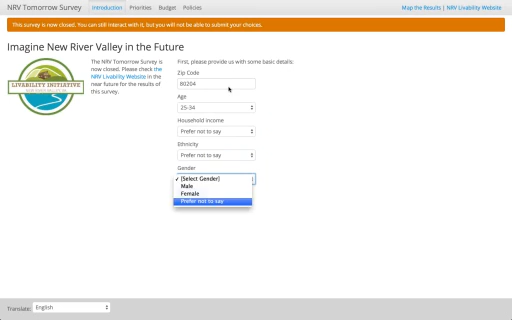 NRV Tomorrow Survey Introduction Priorities Budget Policies Map the Results | NRV Livability Website
This survey is now closed. You can still interact with it, but you will not be able to submit your choices.
Imagine New River Valley in the Future
LIVABILITY INITIATIVE
The NRV Tomorrow Survey is
now closed. Please check the
NRV Livability Website in the
near future for the results of
this survey.
First, please provide us with some basic details:
Zip Code
80204
Age
25-34
Household income
Prefer not to say
Ethnicity
Prefer not to say
Gender
✓ [Select Gender]
Male
Female
Prefer not to say
Translate: English